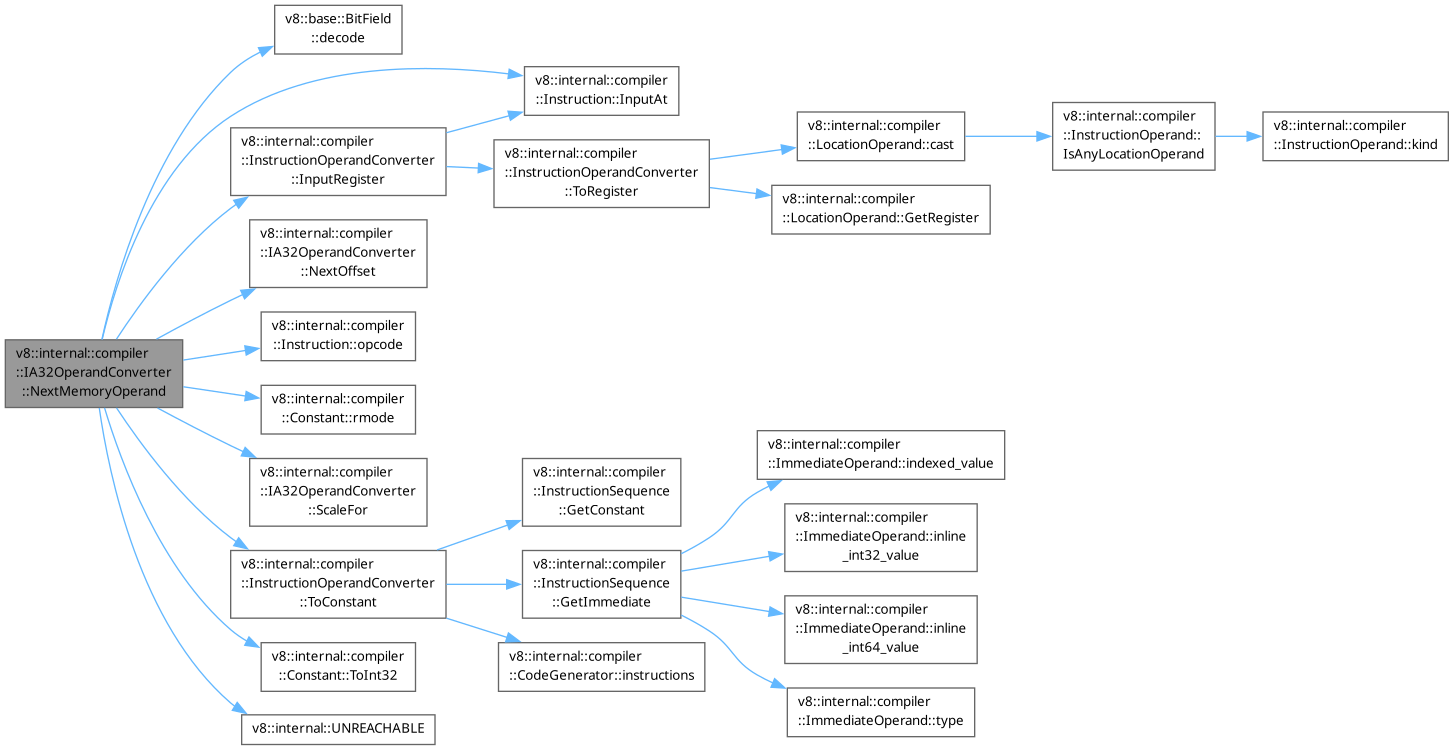 v8::base::BitField
::decode
v8::internal::compiler
::Instruction::InputAt
v8::internal::compiler
::InstructionOperandConverter
::InputRegister
v8::internal::compiler
::InstructionOperandConverter
::ToRegister
v8::internal::compiler
::LocationOperand::cast
v8::internal::compiler
::InstructionOperand::
IsAnyLocationOperand
v8::internal::compiler
::InstructionOperand::kind
v8::internal::compiler
::LocationOperand::GetRegister
v8::internal::compiler
::IA32OperandConverter
::NextOffset
v8::internal::compiler
::Instruction::opcode
v8::internal::compiler
::IA32OperandConverter
::NextMemoryOperand
v8::internal::compiler
::Constant::rmode
v8::internal::compiler
::IA32OperandConverter
::ScaleFor
v8::internal::compiler
::InstructionOperandConverter
::ToConstant
v8::internal::compiler
::InstructionSequence
::GetConstant
v8::internal::compiler
::InstructionSequence
::GetImmediate
v8::internal::compiler
::CodeGenerator::instructions
v8::internal::compiler
::ImmediateOperand::indexed_value
v8::internal::compiler
::ImmediateOperand::inline
_int32_value
v8::internal::compiler
::ImmediateOperand::inline
_int64_value
v8::internal::compiler
::ImmediateOperand::type
v8::internal::compiler
::Constant::ToInt32
v8::internal::UNREACHABLE